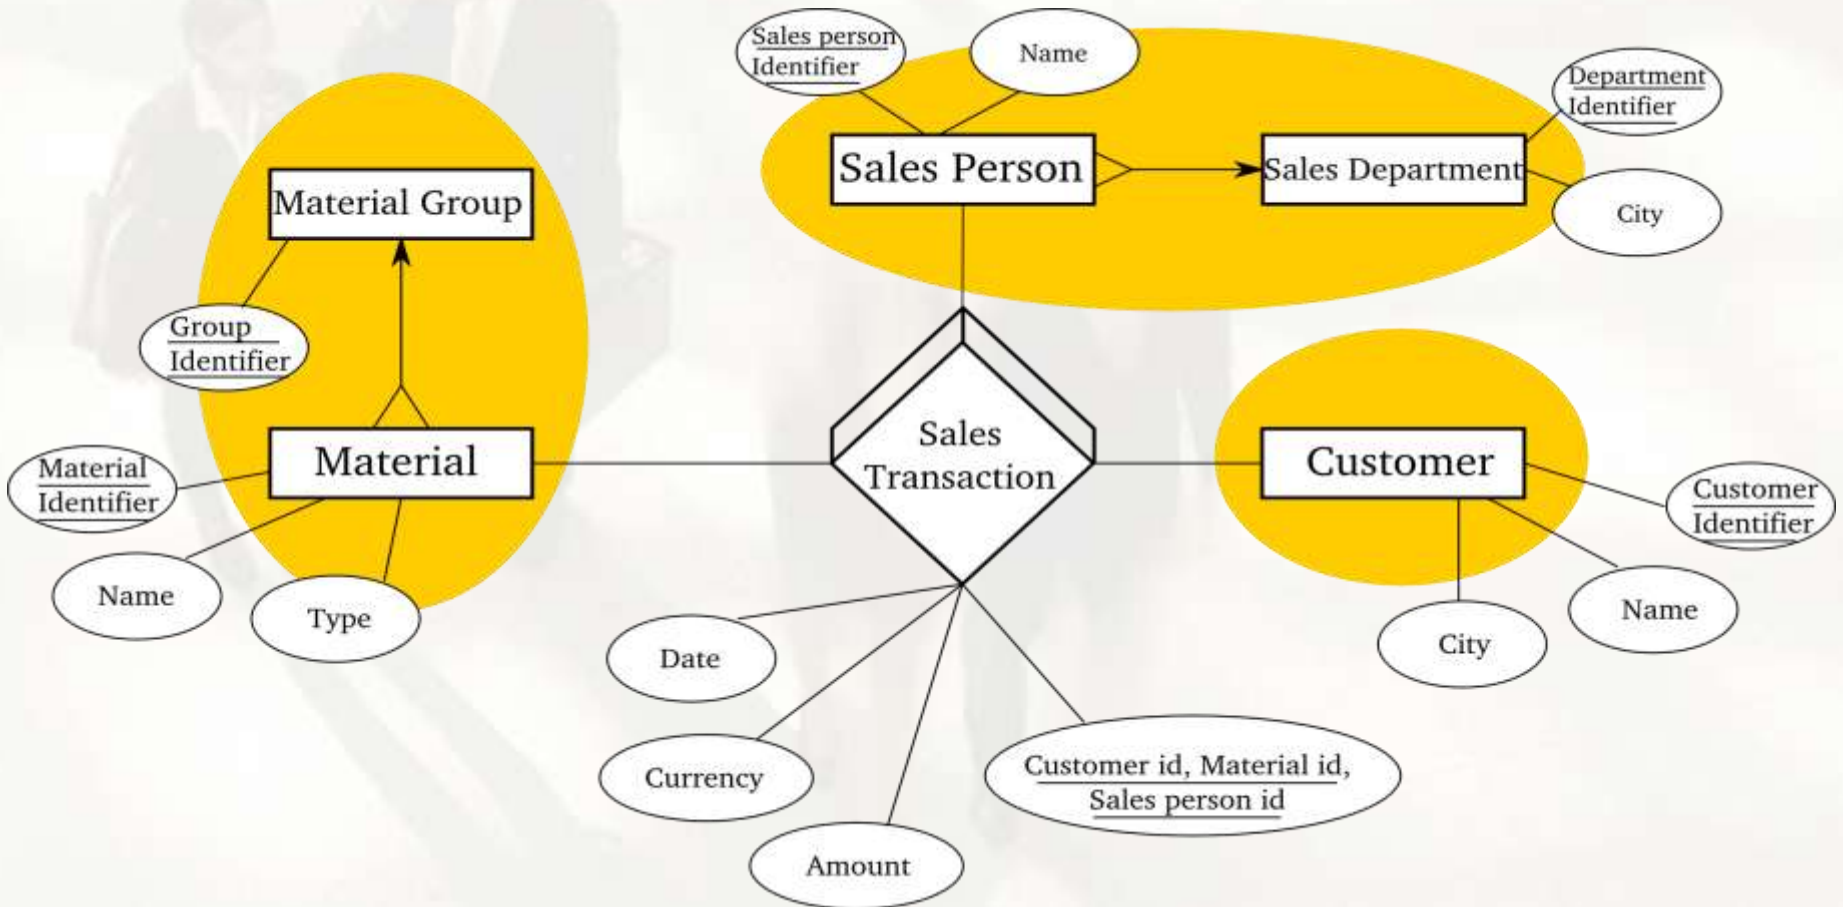 Sales person
Identifier
Name
Department
Identifier
Sales Person
Sales Department
City
Material Group
Group
Identifier
Material
Material
Identifier
Name
Type
Sales
Transaction
Customer
Customer
Identifier
Name
City
Date
Currency
Amount
Customer id, Material id,
Sales person id